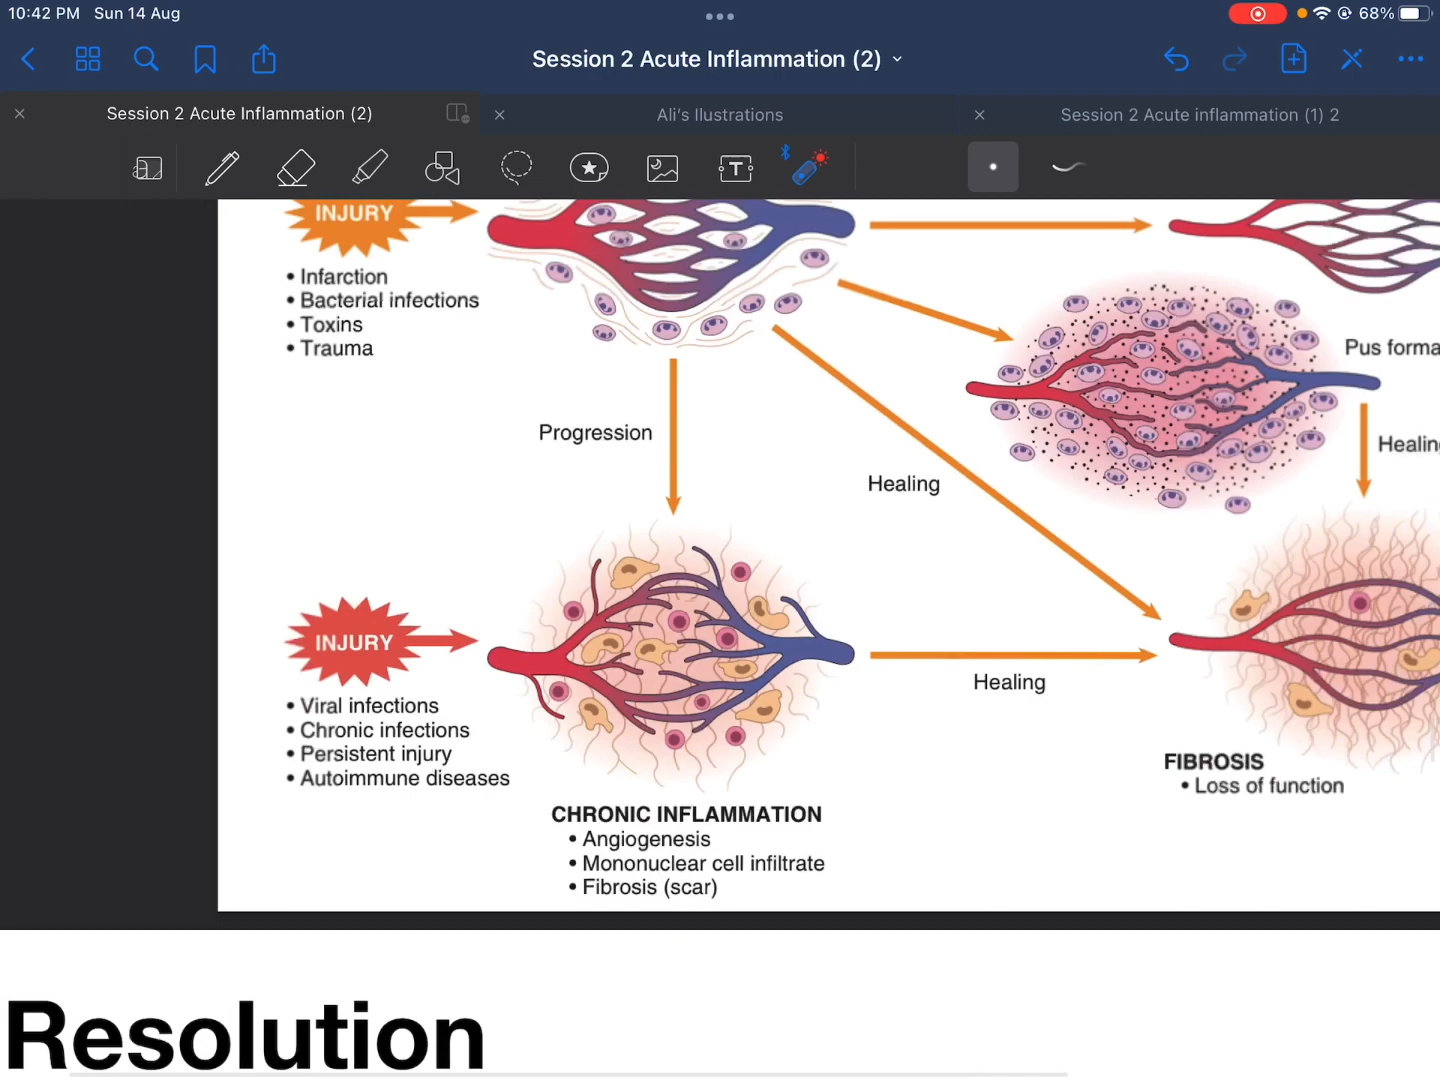 10:42 PM Sun 14 Aug
68%
Session 2 Acute Inflammation (2)
Session 2 Acute Inflammation (2)
Ali's Ilustrations
Session 2 Acute inflammation (1) 2
INJURY
• Infarction
• Bacterial infections
• Toxins
• Trauma
Pus forma
Progression
Healing
Healin
INJURY
• Viral infections
• Chronic infections
• Persistent injury
• Autoimmune diseases
Healing
FIBROSIS
• Loss of function
CHRONIC INFLAMMATION
• Angiogenesis
• Mononuclear cell infiltrate
• Fibrosis (scar)
Resolution